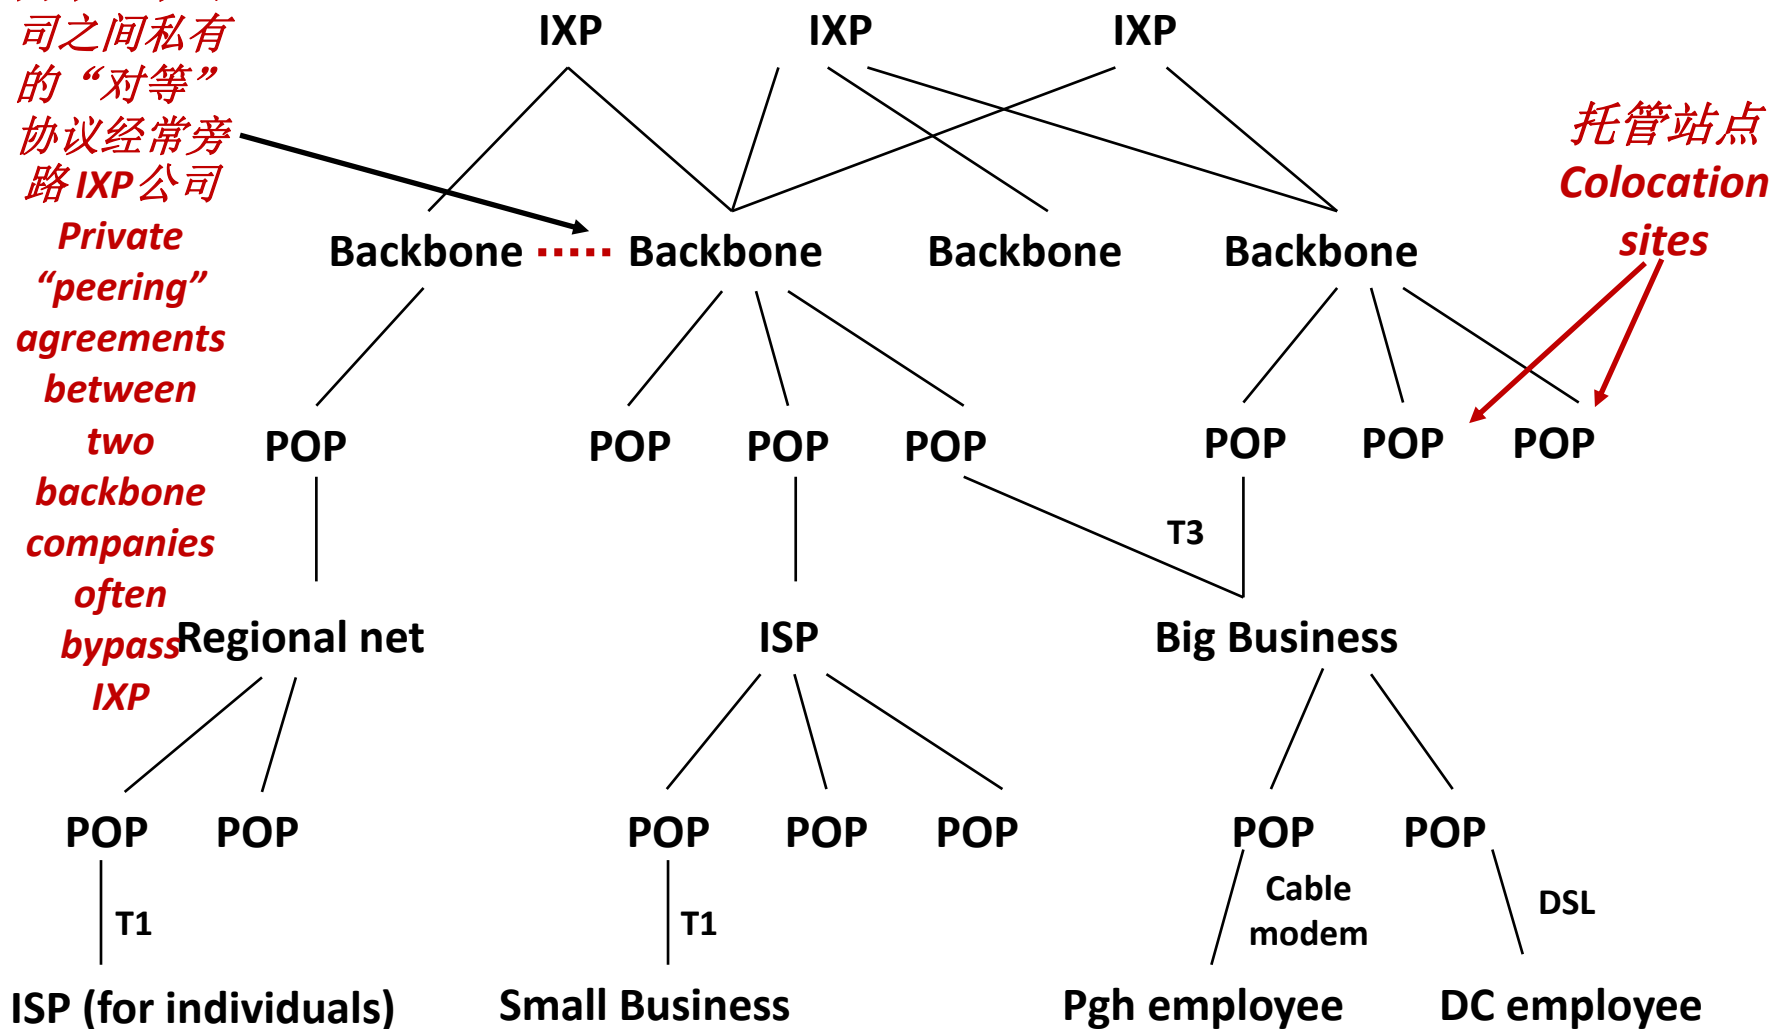 司之间私有
的“对等”
协议经常旁
路IXP公司
Private
“peering”
agreements
between
two
backbone
companies
often
bypass
IXP
IXP IXP IXP
托管站点
Colocation
sites
Backbone Backbone Backbone Backbone
POP POP POP POP POP POP POP
T3
Regional net ISP Big Business
POP POP POP POP POP POP POP
T1 T1 Cable
modem
DSL
ISP (for individuals) Small Business Pgh employee DC employee